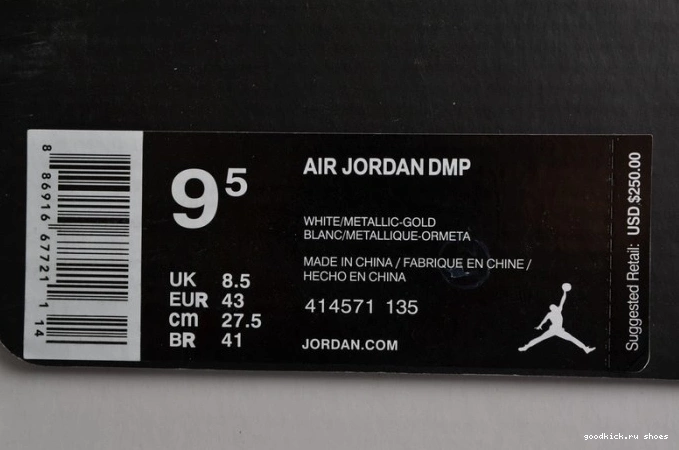 8 86916 67721 1 14
9 5
UK 8.5
EUR 43
cm 27.5
BR 41
AIR JORDAN DMP
WHITE/METALLIC-GOLD
BLANC/METALLIQUE-ORMETA
MADE IN CHINA / FABRIQUE EN CHINE /
HECHO EN CHINA
414571 135
JORDAN.COM
Suggested Retail: USD $250.00
goodkick.ru shoes